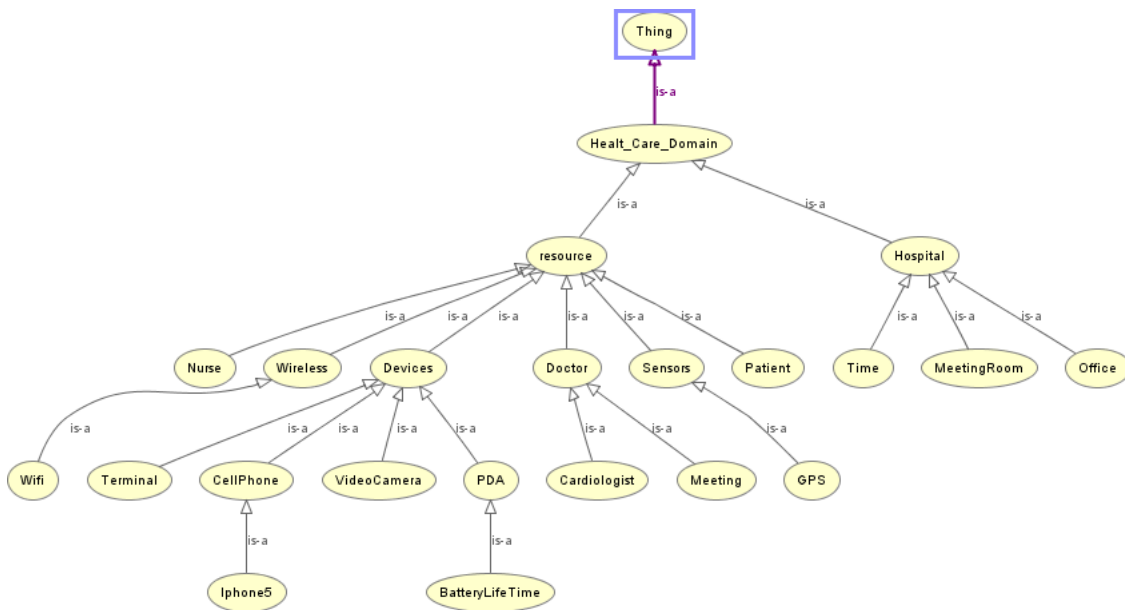 Thing
is-a
Healt_Care_Domain
is-a
is-a
resource
Hospital
is-a
is-a
is-a
is-a
is-a
is-a
is-a
is-a
Nurse
Wireless
Devices
Doctor
Sensors
Patient
Time
MeetingRoom
Office
is-a
is-a
is-a
is-a
is-a
is-a
is-a
is-a
Wifi
Terminal
CellPhone
VideoCamera
PDA
Cardiologist
Meeting
GPS
is-a
is-a
Iphone5
BatteryLifeTime